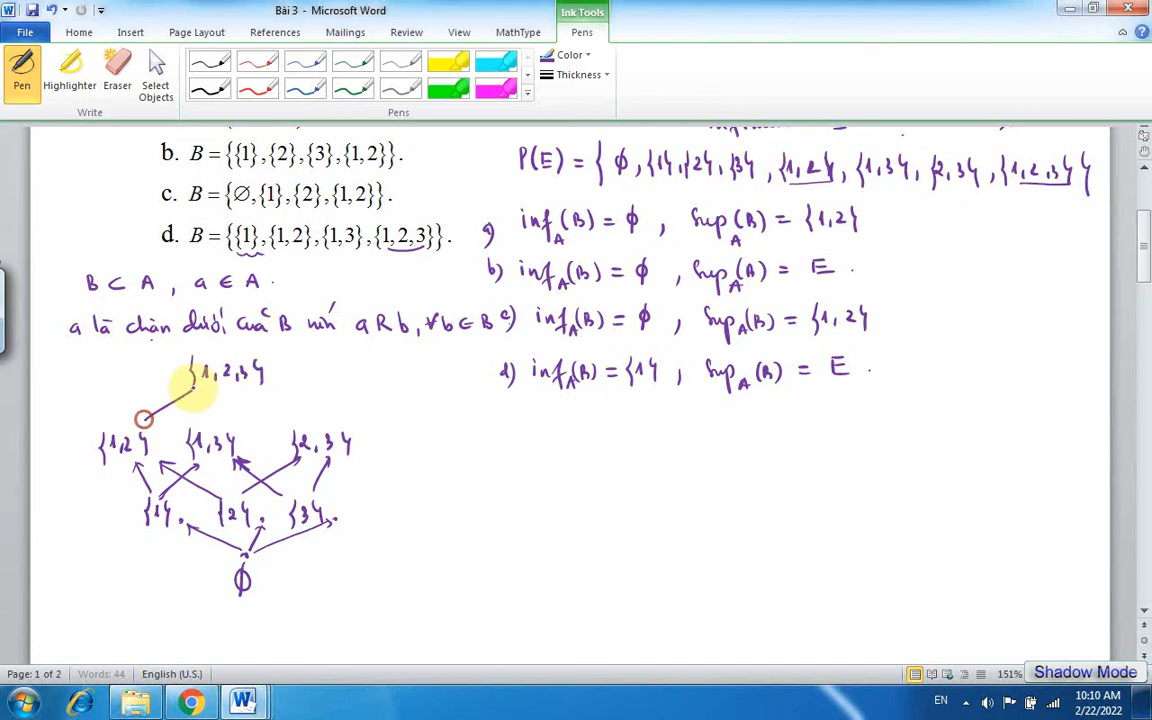 Bài 3 - Microsoft Word
Ink Tools
File Home Insert Page Layout References Mailings Review View MathType Pens
Pen Highlighter Eraser Select Objects
Color
Thickness
Write
Pens
b. B = {{1},{2},{3},{1,2}}.
c. B = {∅,{1},{2},{1,2}}.
d. B = {{1},{1,2},{1,3},{1,2,3}}.
B ⊂ A , a ∈ A .
a là chặn dưới của B nếu a R b, ∀b ∈ B
P(E) = { ϕ, {1}, {2}, {3}, {1,2}, {1,3}, {2,3}, {1,2,3} }
inf_A(B) = ϕ , Sup_A(B) = {1,2}
b) inf_A(B) = ϕ , Sup_A(B) = E .
c) inf_A(B) = ϕ , Sup_A(B) = {1,2}
d) inf_A(B) = {1} , Sup_A(B) = E .
{1,2,3}
{1,2} {1,3} {2,3}
{1} . {2} . {3} .
ϕ
Page: 1 of 2 Words: 44 English (U.S.) 151%
Shadow Mode
EN 10:10 AM
2/22/2022